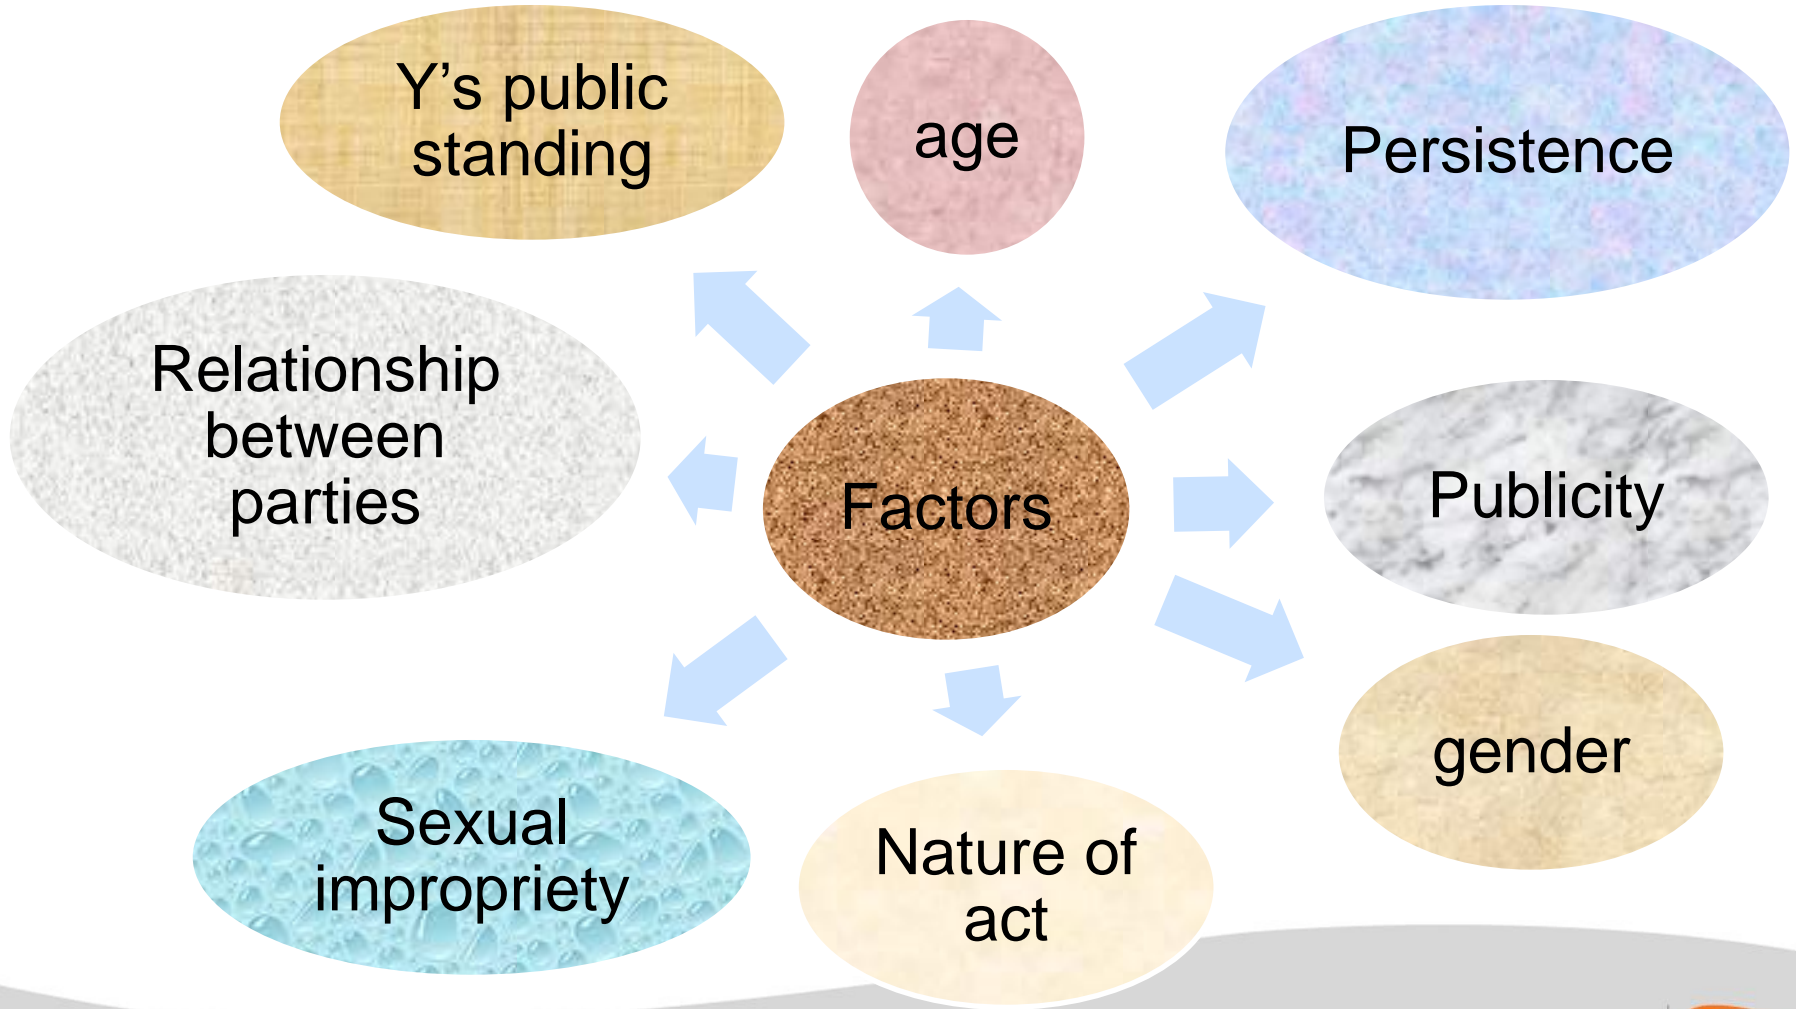 Y’s public
standing
age
Persistence
Relationship
between
parties
Factors
Publicity
gender
Sexual
impropriety
Nature of
act